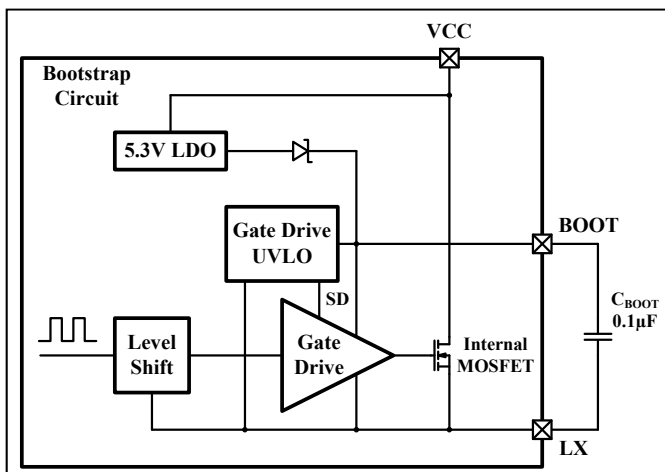 VCC
Bootstrap
Circuit
5.3V LDO
Gate Drive
UVLO
BOOT
SD
CBOOT
0.1µF
Level
Shift
Gate
Drive
Internal
MOSFET
LX